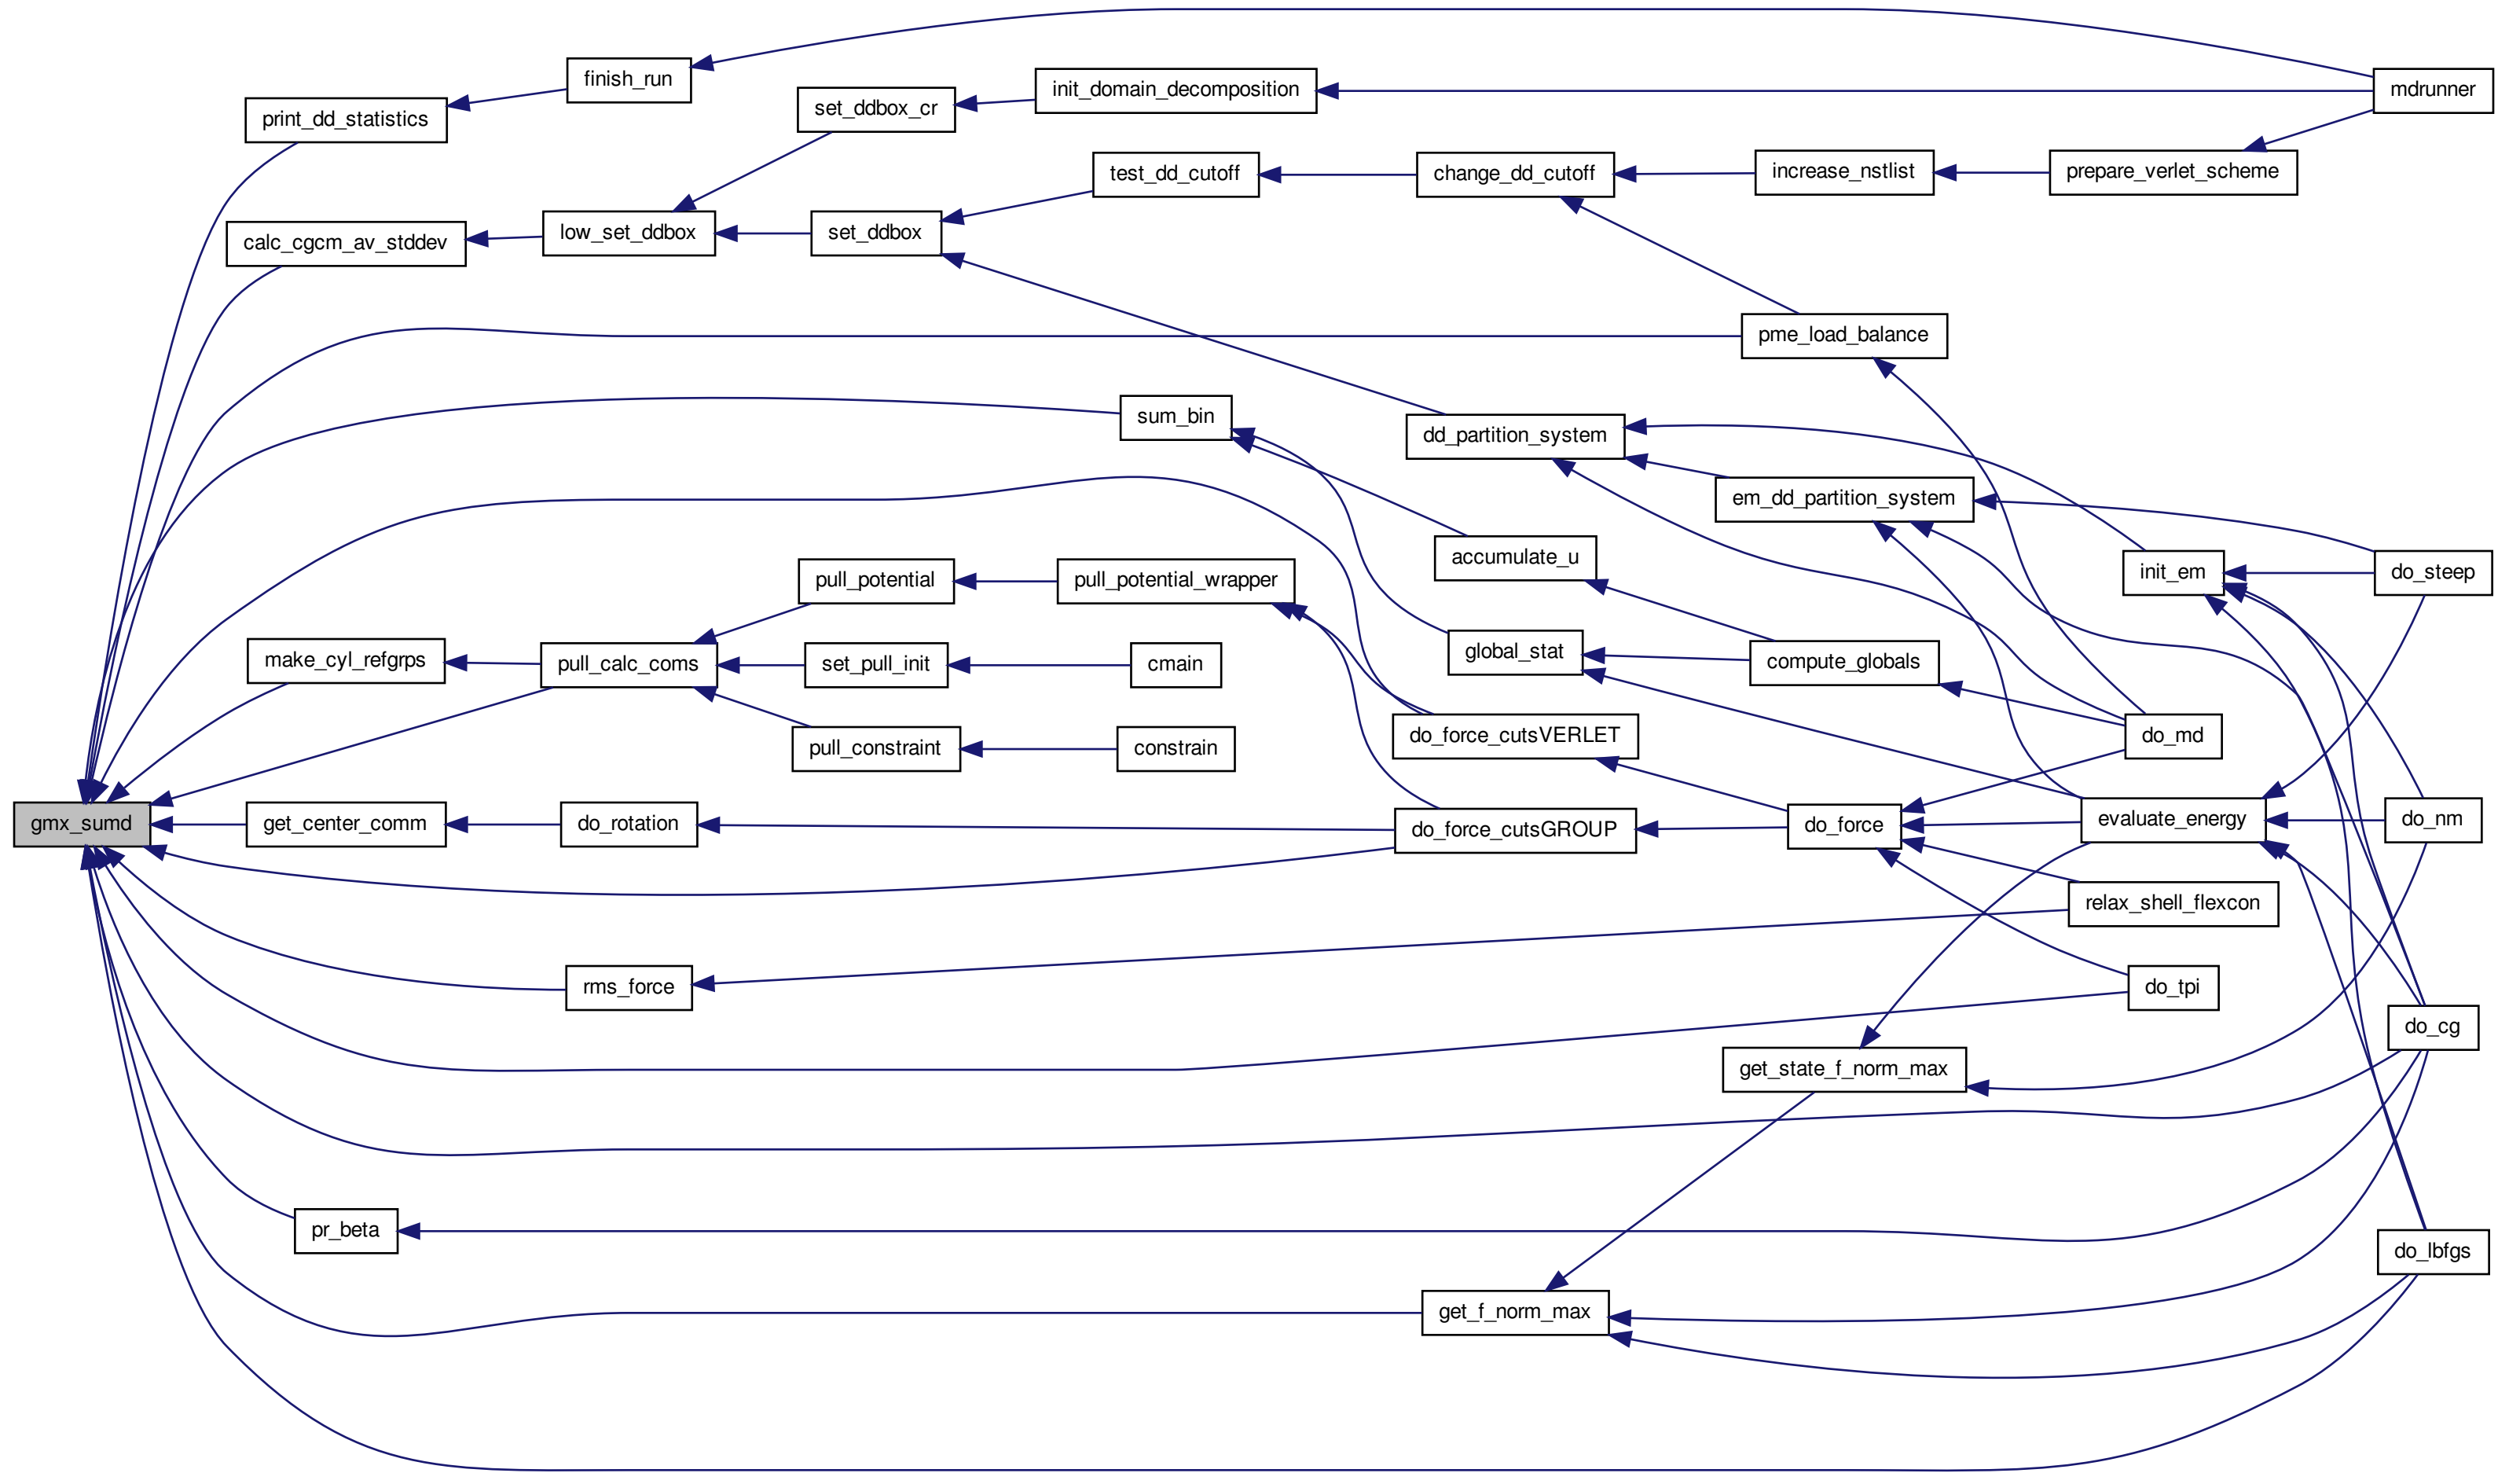 finish_run
mdrunner
print_dd_statistics
set_ddbox_cr
init_domain_decomposition
test_dd_cutoff
change_dd_cutoff
increase_nstlist
prepare_verlet_scheme
calc_cgcm_av_stddev
low_set_ddbox
set_ddbox
pme_load_balance
sum_bin
dd_partition_system
em_dd_partition_system
accumulate_u
init_em
do_steep
pull_potential
pull_potential_wrapper
make_cyl_refgrps
pull_calc_coms
set_pull_init
cmain
global_stat
compute_globals
pull_constraint
constrain
do_force_cutsVERLET
do_md
gmx_sumd
get_center_comm
do_rotation
do_force_cutsGROUP
do_force
evaluate_energy
do_nm
relax_shell_flexcon
rms_force
do_tpi
get_state_f_norm_max
do_cg
pr_beta
do_lbfgs
get_f_norm_max